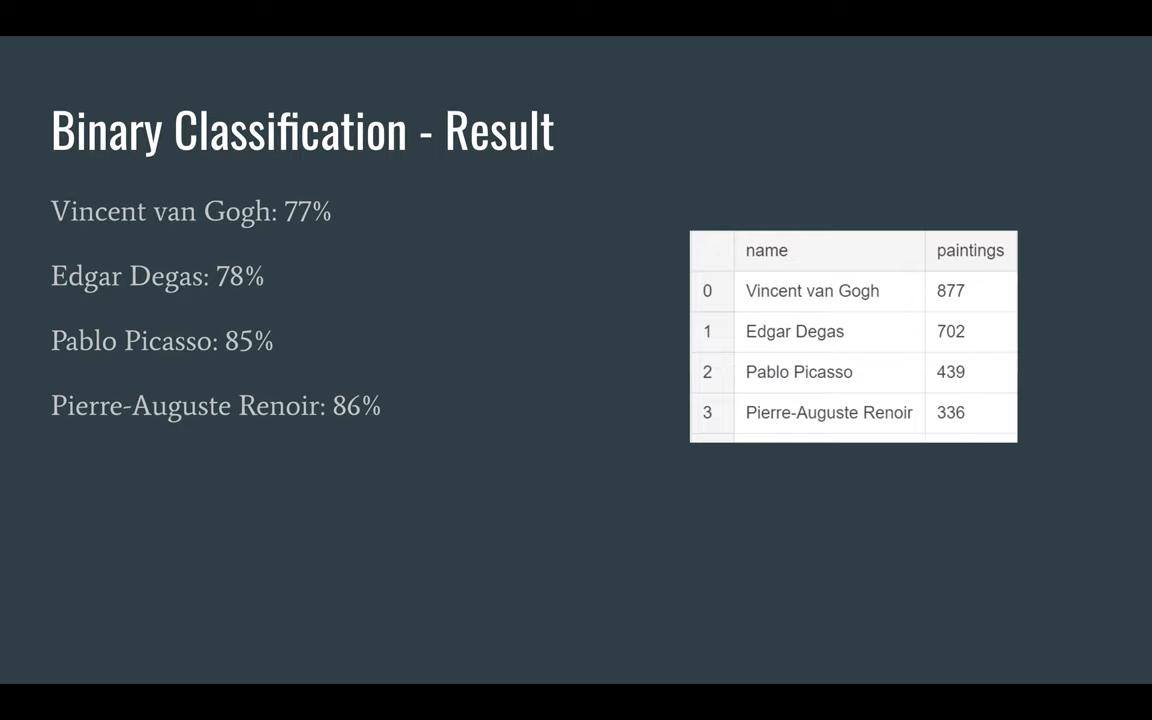 Binary Classification - Result
Vincent van Gogh: 77%
Edgar Degas: 78%
Pablo Picasso: 85%
Pierre-Auguste Renoir: 86%
name paintings
0 Vincent van Gogh 877
1 Edgar Degas 702
2 Pablo Picasso 439
3 Pierre-Auguste Renoir 336